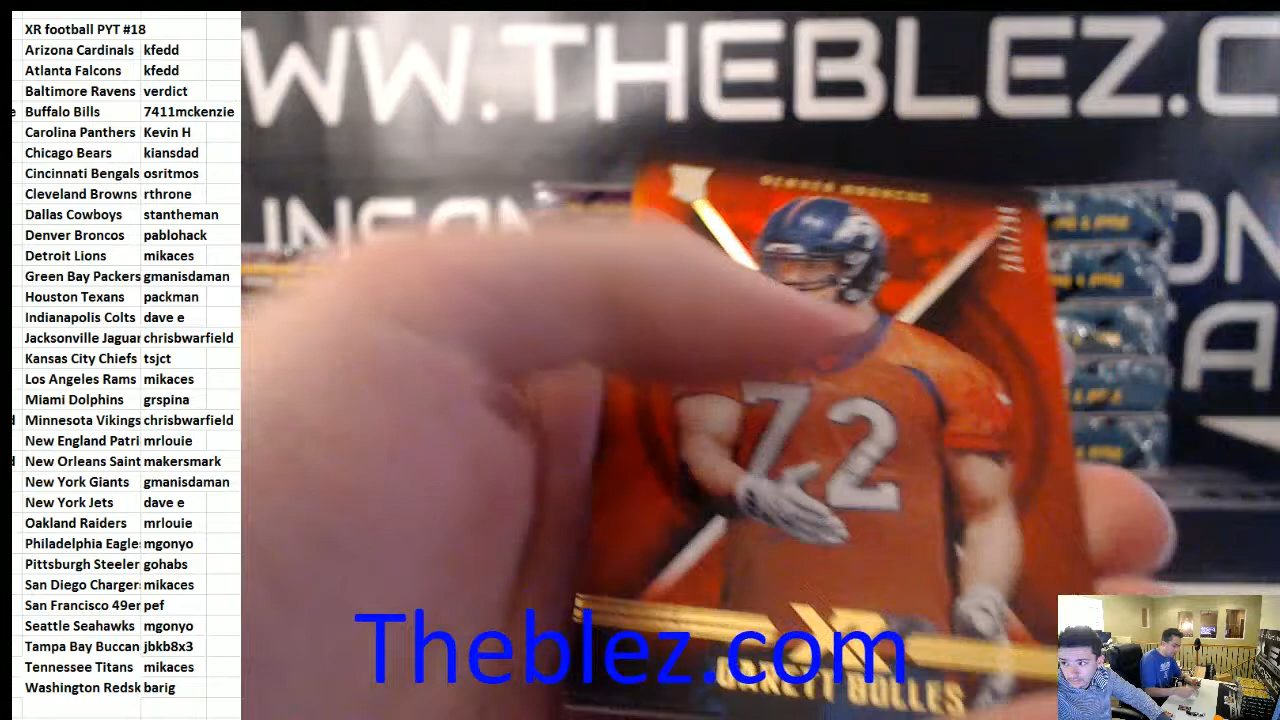 XR football PYT #18
Arizona Cardinals kfedd
Atlanta Falcons kfedd
Baltimore Ravens verdict
Buffalo Bills 7411mckenzie
Carolina Panthers Kevin H
Chicago Bears kiansdad
Cincinnati Bengals osritmos
Cleveland Browns rthrone
Dallas Cowboys stantheman
Denver Broncos pablohack
Detroit Lions mikaces
Green Bay Packers gmanisdaman
Houston Texans packman
Indianapolis Colts dave e
Jacksonville Jaguar chrisbwarfield
Kansas City Chiefs tsjct
Los Angeles Rams mikaces
Miami Dolphins grspina
Minnesota Vikings chrisbwarfield
New England Patri mrlouie
New Orleans Saint makersmark
New York Giants gmanisdaman
New York Jets dave e
Oakland Raiders mrlouie
Philadelphia Eagle mgonyo
Pittsburgh Steeler gohabs
San Diego Charger mikaces
San Francisco 49er pef
Seattle Seahawks mgonyo
Tampa Bay Buccan jbkb8x3
Tennessee Titans mikaces
Washington Redsk barig
WW.THEBLEZ.C
DENVER BRONCOS
72
BOLLES
Theblez.com